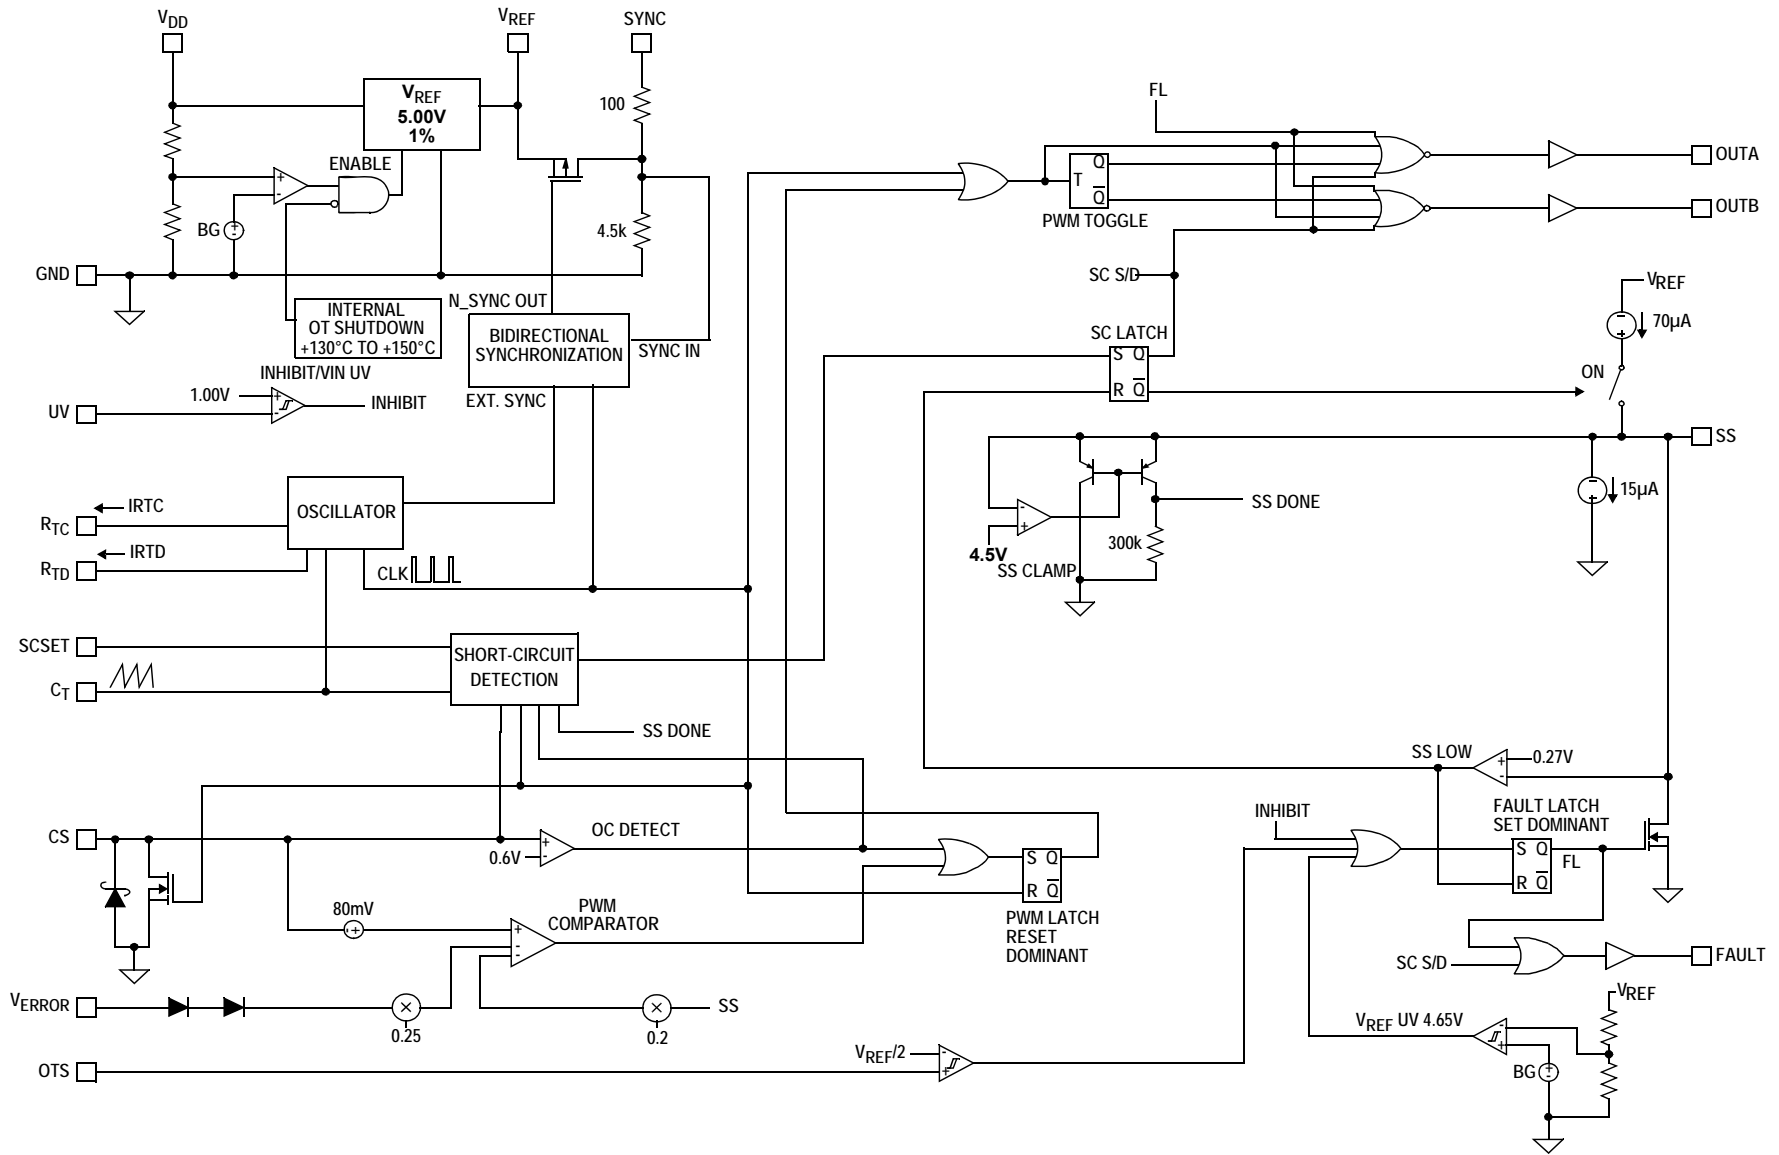 VDD
VREF
SYNC
VREF
5.00V
1%
100
FL
ENABLE
+
-
BG
4.5k
T
Q
Q
PWM TOGGLE
OUTA
OUTB
GND
SC S/D
INTERNAL
OT SHUTDOWN
+130°C TO +150°C
N_SYNC OUT
BIDIRECTIONAL
SYNCHRONIZATION
SYNC IN
EXT. SYNC
VREF
70µA
SC LATCH
S Q
R Q
ON
INHIBIT/VIN UV
1.00V
+
-
INHIBIT
UV
SS
15µA
IRTC
RTC
IRTD
RTD
OSCILLATOR
CLK
-
+
4.5V
SS CLAMP
SS DONE
300k
SCSET
CT
SHORT-CIRCUIT
DETECTION
SS DONE
SS LOW
+
-
0.27V
CS
OC DETECT
+
-
0.6V
S Q
R Q
PWM LATCH
RESET
DOMINANT
INHIBIT
FAULT LATCH
SET DOMINANT
S Q
R Q
FL
80mV
-+
PWM
COMPARATOR
+
-
-
SC S/D
FAULT
VERROR
×
0.25
×
0.2
SS
VREF
VREF UV 4.65V
-
+
BG
VREF/2
-
+
OTS